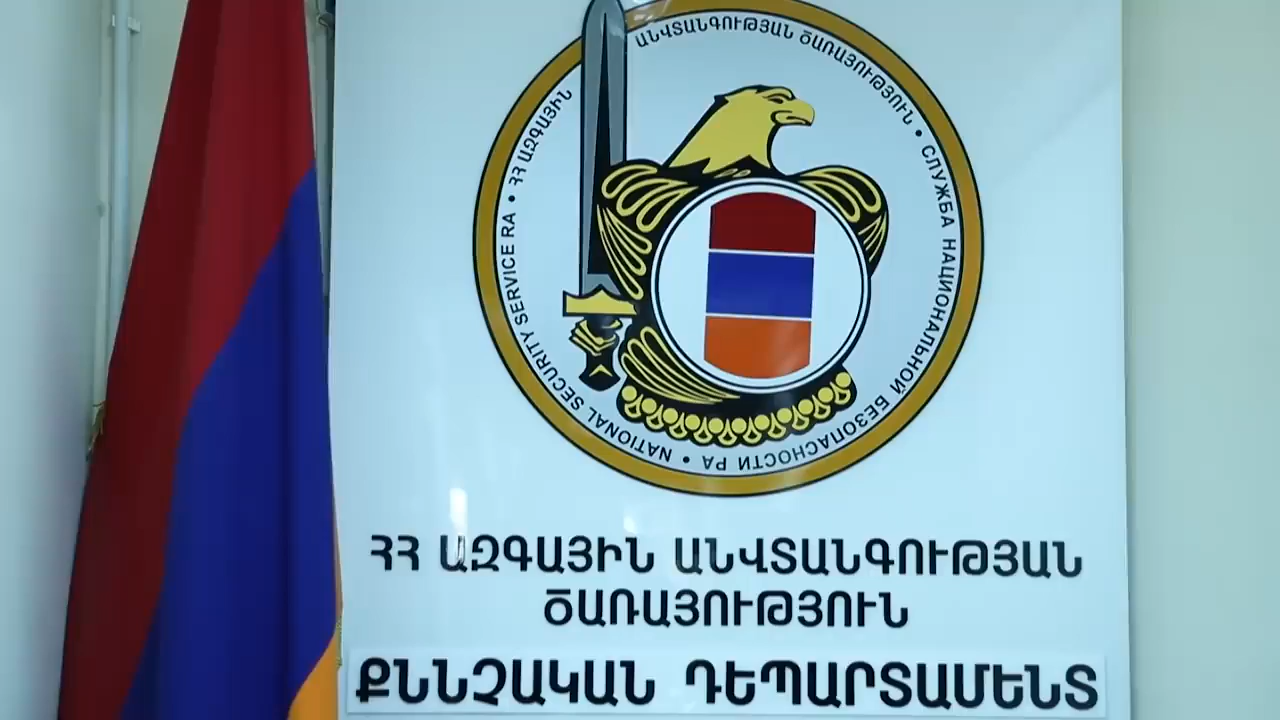 ՀՀ ԱԶԳԱՅԻՆ ԱՆՎՏԱՆԳՈՒԹՅԱՆ ԾԱՌԱՅՈՒԹՅՈՒՆ • СЛУЖБА НАЦИОНАЛЬНОЙ БЕЗОПАСНОСТИ РА • NATIONAL SECURITY SERVICE RA •
ՀՀ ԱԶԳԱՅԻՆ ԱՆՎՏԱՆԳՈՒԹՅԱՆ
ԾԱՌԱՅՈՒԹՅՈՒՆ
ՔՆՆՉԱԿԱՆ ԴԵՊԱՐՏԱՄԵՆՏ